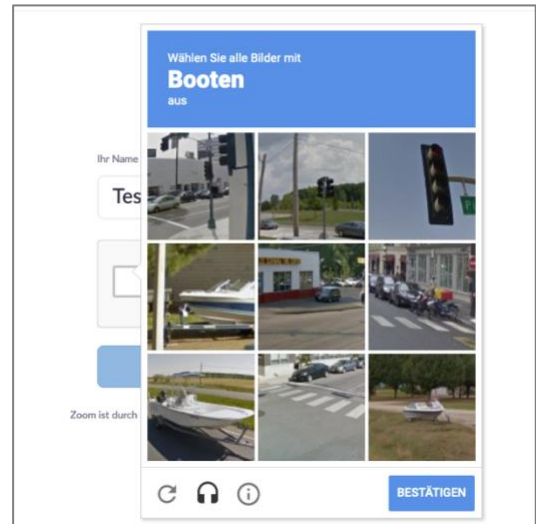 Wählen Sie alle Bilder mit
Booten
aus
Ihr Name
Tes
Zoom ist durch
BESTÄTIGEN